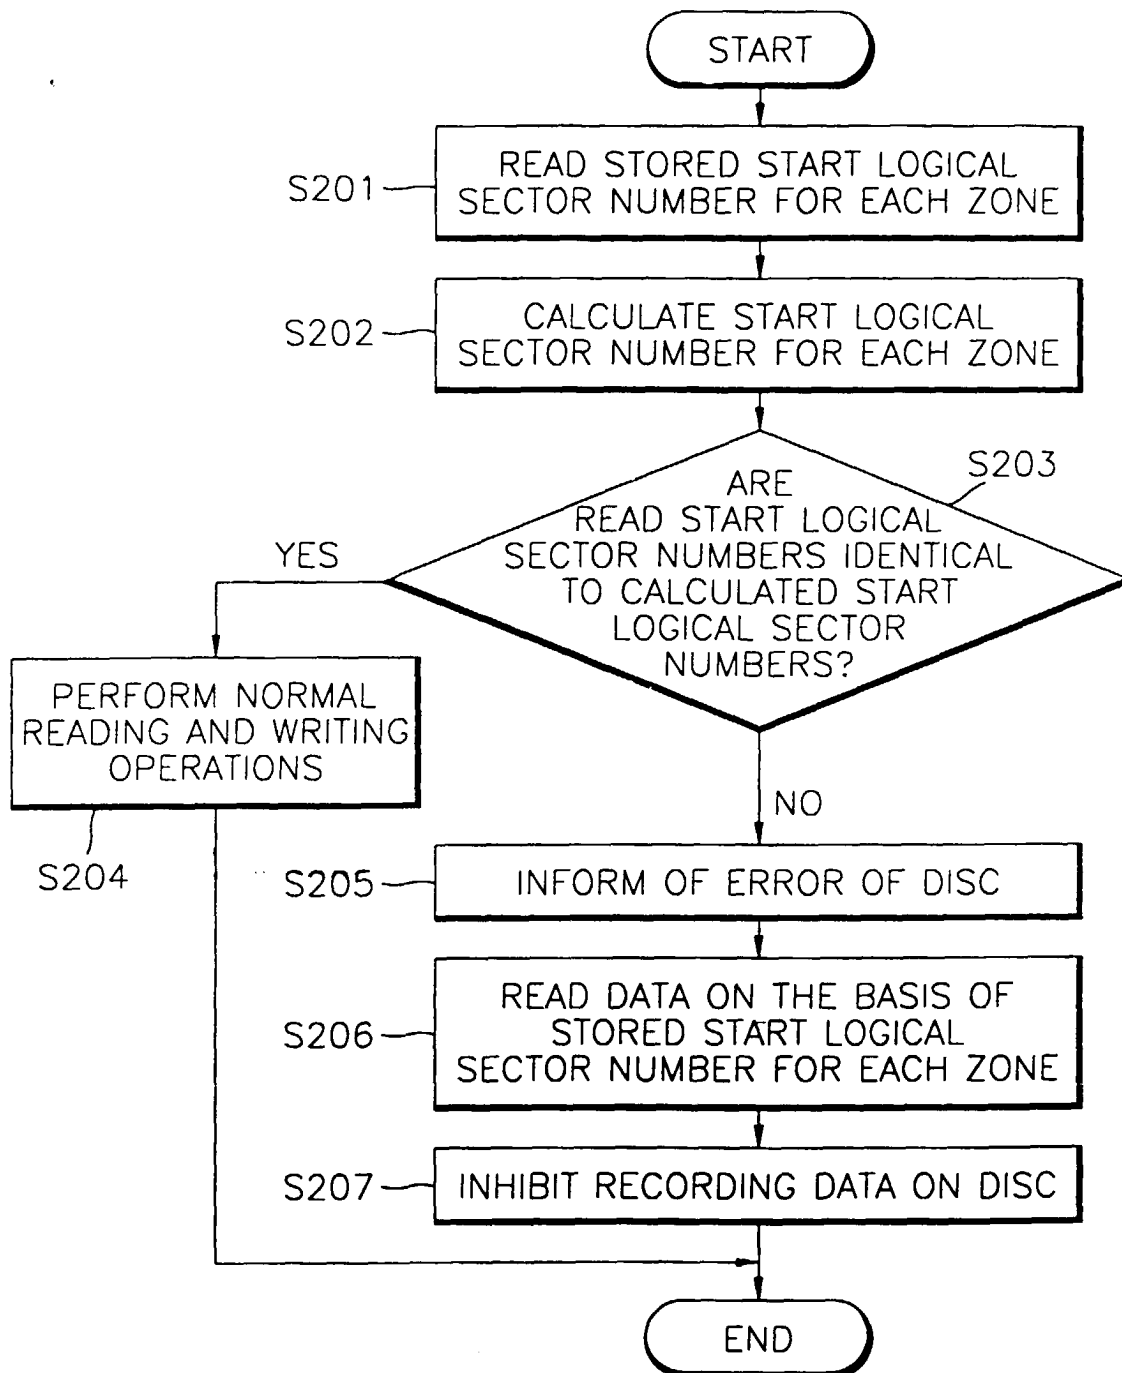 START
READ STORED START LOGICAL
SECTOR NUMBER FOR EACH ZONE
S201
CALCULATE START LOGICAL
SECTOR NUMBER FOR EACH ZONE
S202
S203
ARE
READ START LOGICAL
SECTOR NUMBERS IDENTICAL
TO CALCULATED START
LOGICAL SECTOR
NUMBERS?
YES
PERFORM NORMAL
READING AND WRITING
OPERATIONS
S204
NO
S205
INFORM OF ERROR OF DISC
S206
READ DATA ON THE BASIS OF
STORED START LOGICAL
SECTOR NUMBER FOR EACH ZONE
S207
INHIBIT RECORDING DATA ON DISC
END